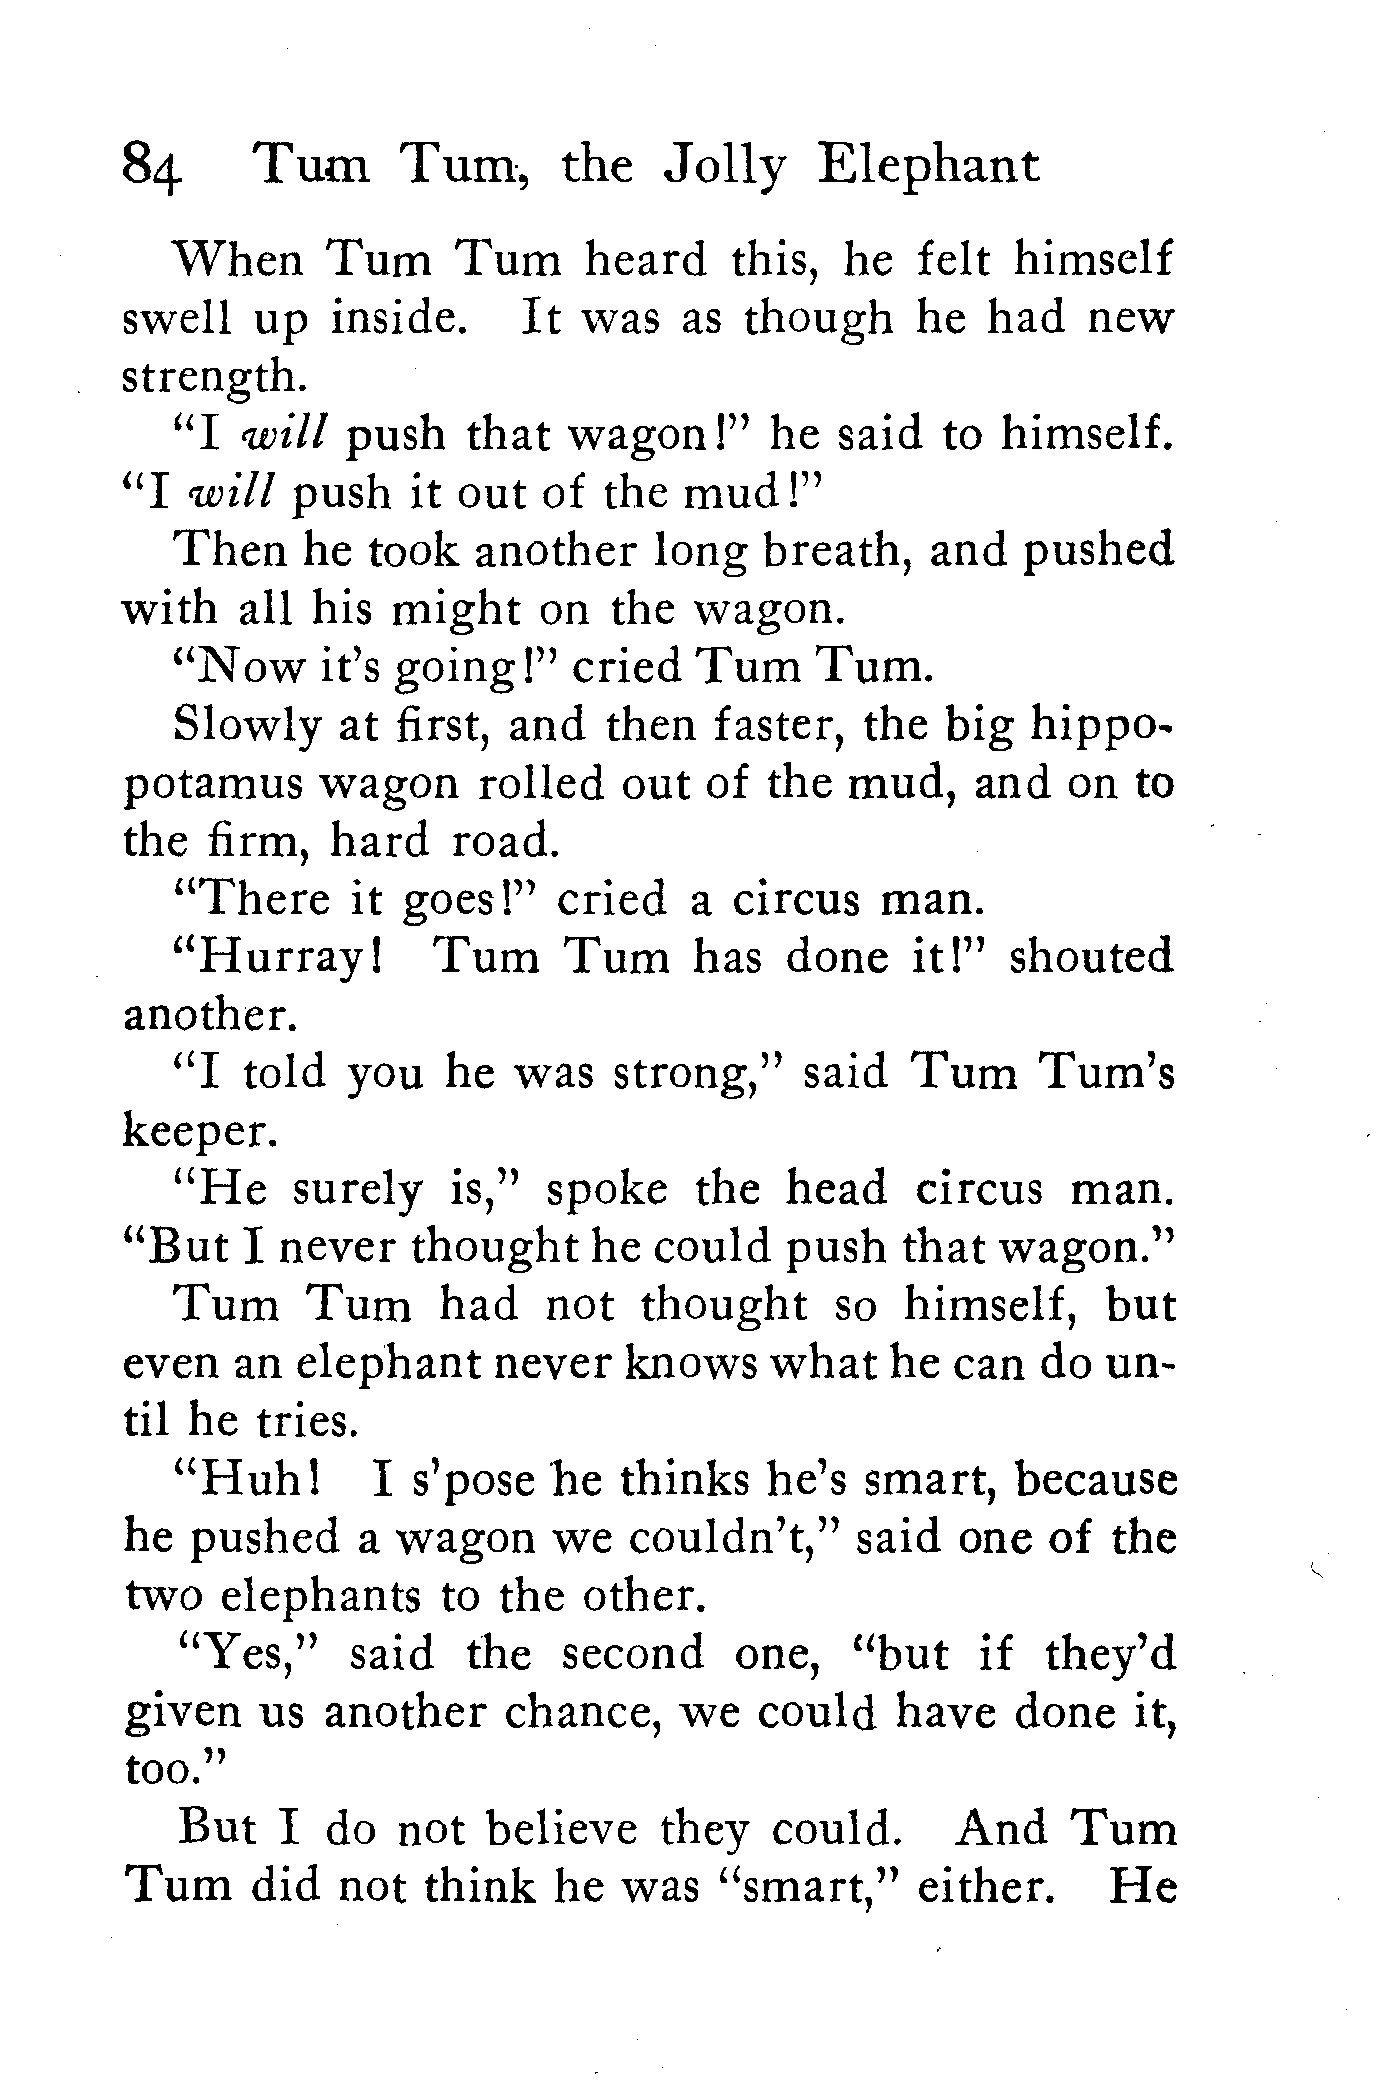 84 Tum Tum, the Jolly Elephant
When Tum Tum heard this, he felt himself
swell up inside. It was as though he had new
strength.
“I will push that wagon!” he said to himself.
“I will push it out of the mud!”
Then he took another long breath, and pushed
with all his might on the wagon.
“Now it’s going!” cried Tum Tum.
Slowly at first, and then faster, the big hippo-
potamus wagon rolled out of the mud, and on to
the firm, hard road.
“There it goes!” cried a circus man.
“Hurray! Tum Tum has done it!” shouted
another.
“I told you he was strong,” said Tum Tum’s
keeper.
“He surely is,” spoke the head circus man.
“But I never thought he could push that wagon.”
Tum Tum had not thought so himself, but
even an elephant never knows what he can do un-
til he tries.
“Huh! I s’pose he thinks he’s smart, because
he pushed a wagon we couldn’t,” said one of the
two elephants to the other.
“Yes,” said the second one, “but if they’d
given us another chance, we could have done it,
too.”
But I do not believe they could. And Tum
Tum did not think he was “smart,” either. He